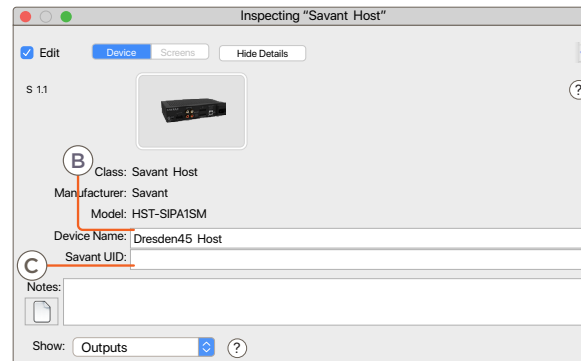 Inspecting “Savant Host”
Edit Device Screens Hide Details
S 1.1
?
B
Class: Savant Host
Manufacturer: Savant
Model: HST-SIPA1SM
Device Name: Dresden45 Host
C Savant UID:
Notes:
Show: Outputs ?